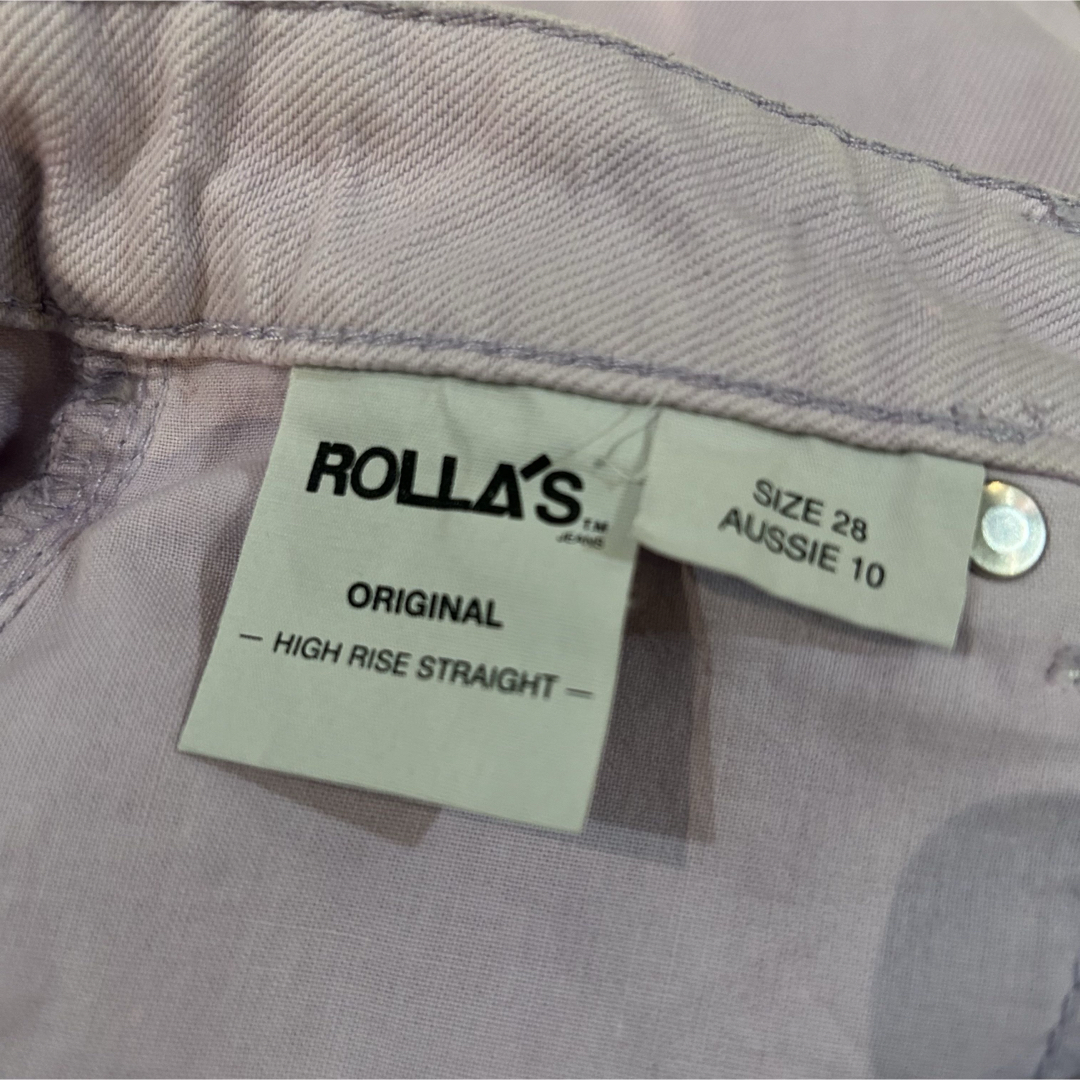 ROLLA'S
TM
JEANS
ORIGINAL
— HIGH RISE STRAIGHT —
SIZE 28
AUSSIE 10